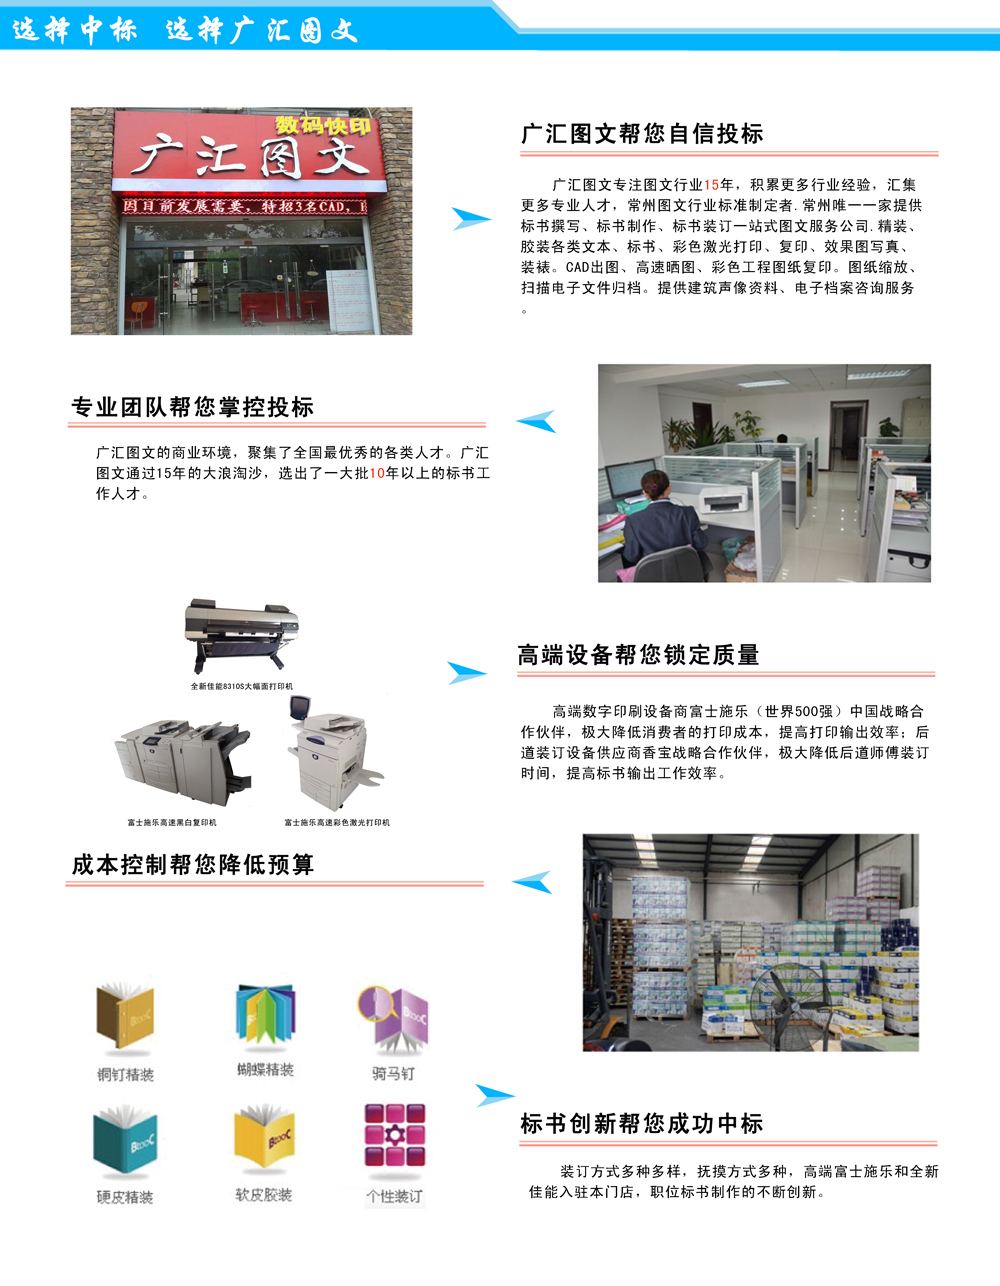 选择中标 选择广汇图文
数码快印
广汇图文
因目前发展需要，特招3名CAD，
广汇图文帮您自信投标
广汇图文专注图文行业15年，积累更多行业经验，汇集
更多专业人才，常州图文行业标准制定者.常州唯一一家提供
标书撰写、标书制作、标书装订一站式图文服务公司.精装、
胶装各类文本、标书、彩色激光打印、复印、效果图写真、
装裱。CAD出图、高速晒图、彩色工程图纸复印。图纸缩放、
扫描电子文件归档。提供建筑声像资料、电子档案咨询服务
。
专业团队帮您掌控投标
广汇图文的商业环境，聚集了全国最优秀的各类人才。广汇
图文通过15年的大浪淘沙，选出了一大批10年以上的标书工
作人才。
全新佳能8310S大幅面打印机
富士施乐高速黑白复印机
富士施乐高速彩色激光打印机
高端设备帮您锁定质量
高端数字印刷设备商富士施乐（世界500强）中国战略合
作伙伴，极大降低消费者的打印成本，提高打印输出效率；后
道装订设备供应商香宝战略合作伙伴，极大降低后道师傅装订
时间，提高标书输出工作效率。
成本控制帮您降低预算
铜钉精装
蝴蝶精装
骑马钉
硬皮精装
软皮胶装
个性装订
标书创新帮您成功中标
装订方式多种多样，抚摸方式多种，高端富士施乐和全新
佳能入驻本门店，职位标书制作的不断创新。